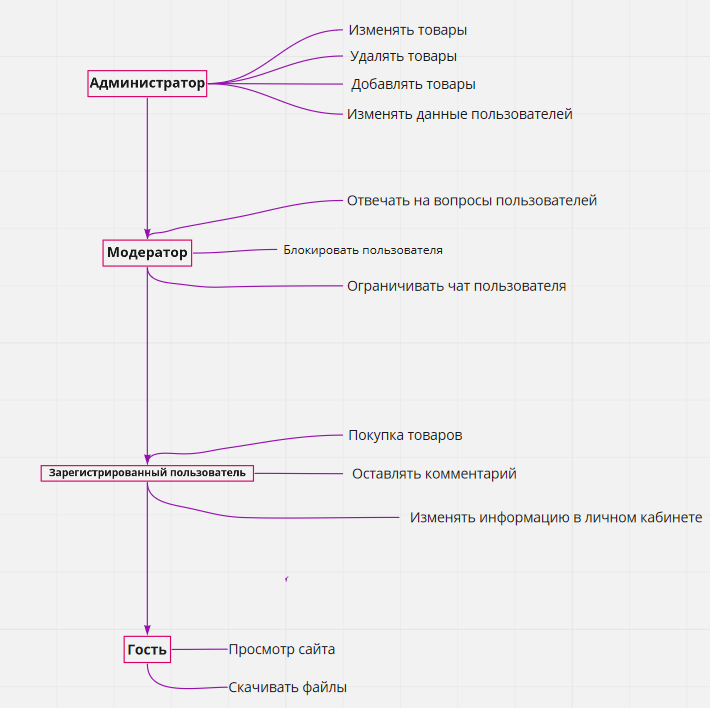 Изменять товары
Удалять товары
Администратор
Добавлять товары
Изменять данные пользователей
Отвечать на вопросы пользователей
Модератор
Блокировать пользователя
Ограничивать чат пользователя
Покупка товаров
Зарегистрированный пользователь
Оставлять комментарий
Изменять информацию в личном кабинете
Гость
Просмотр сайта
Скачивать файлы